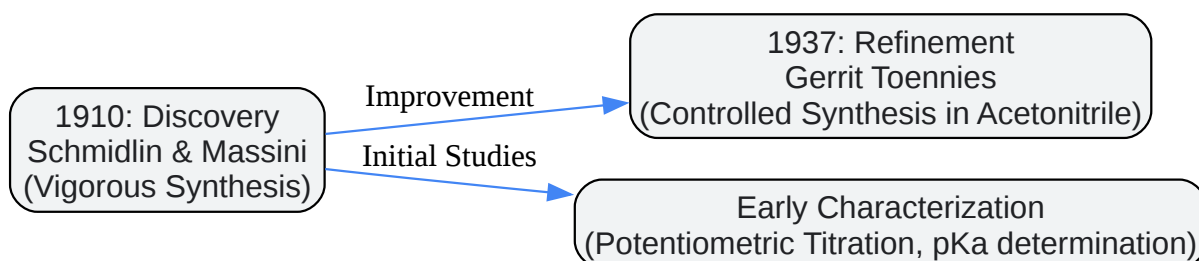 1910: Discovery
Schmidlin & Massini
(Vigorous Synthesis)
Improvement
Initial Studies
1937: Refinement
Gerrit Toennies
(Controlled Synthesis in Acetonitrile)
Early Characterization
(Potentiometric Titration, pKa determination)